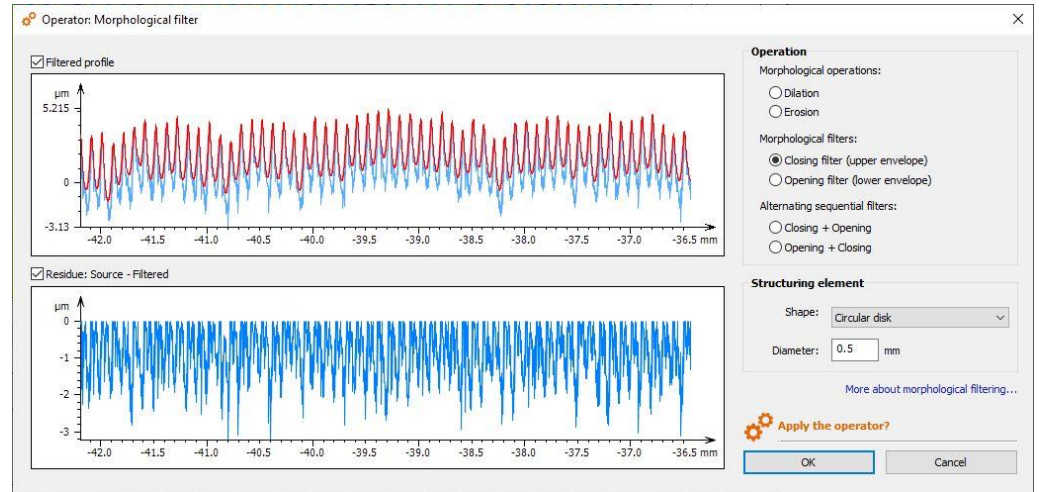 Operator: Morphological filter
Filtered profile
µm
5.215
0
-3.13
-42.0 -41.5 -41.0 -40.5 -40.0 -39.5 -39.0 -38.5 -38.0 -37.5 -37.0 -36.5 mm
Residue: Source - Filtered
µm
0
-1
-2
-3
-42.0 -41.5 -41.0 -40.5 -40.0 -39.5 -39.0 -38.5 -38.0 -37.5 -37.0 -36.5 mm
Operation
Morphological operations:
Dilation
Erosion
Morphological filters:
Closing filter (upper envelope)
Opening filter (lower envelope)
Alternating sequential filters:
Closing + Opening
Opening + Closing
Structuring element
Shape: Circular disk
Diameter: 0.5 mm
More about morphological filtering...
Apply the operator?
OK Cancel